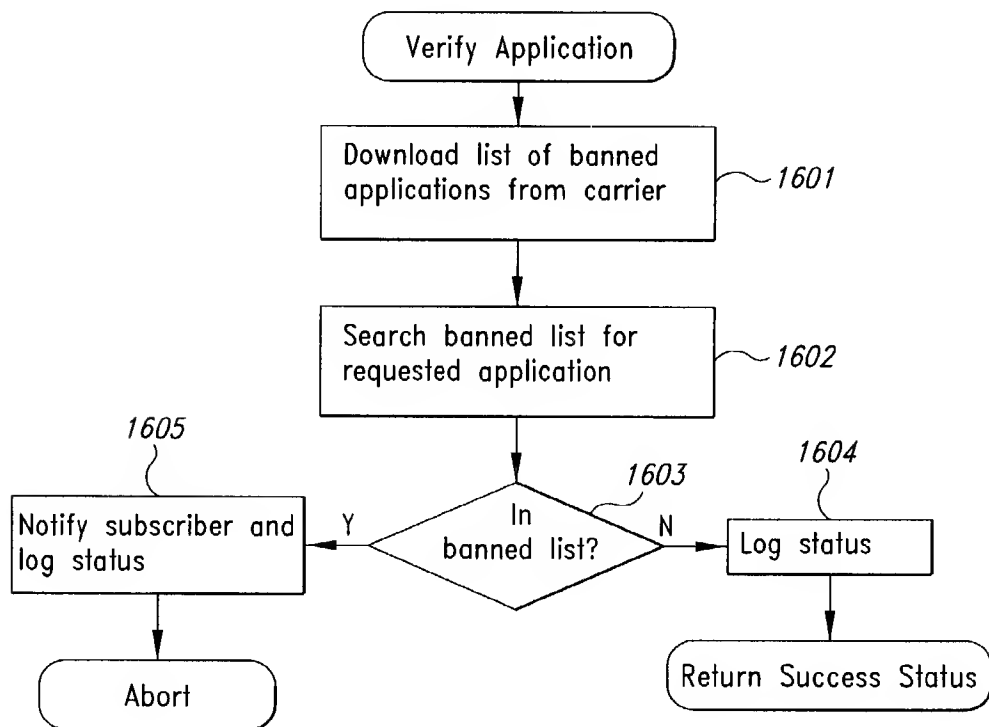 Verify Application
Download list of banned
applications from carrier
1601
Search banned list for
requested application
1602
1605
1603
1604
Notify subscriber and
log status
Y
In
banned list?
N
Log status
Abort
Return Success Status